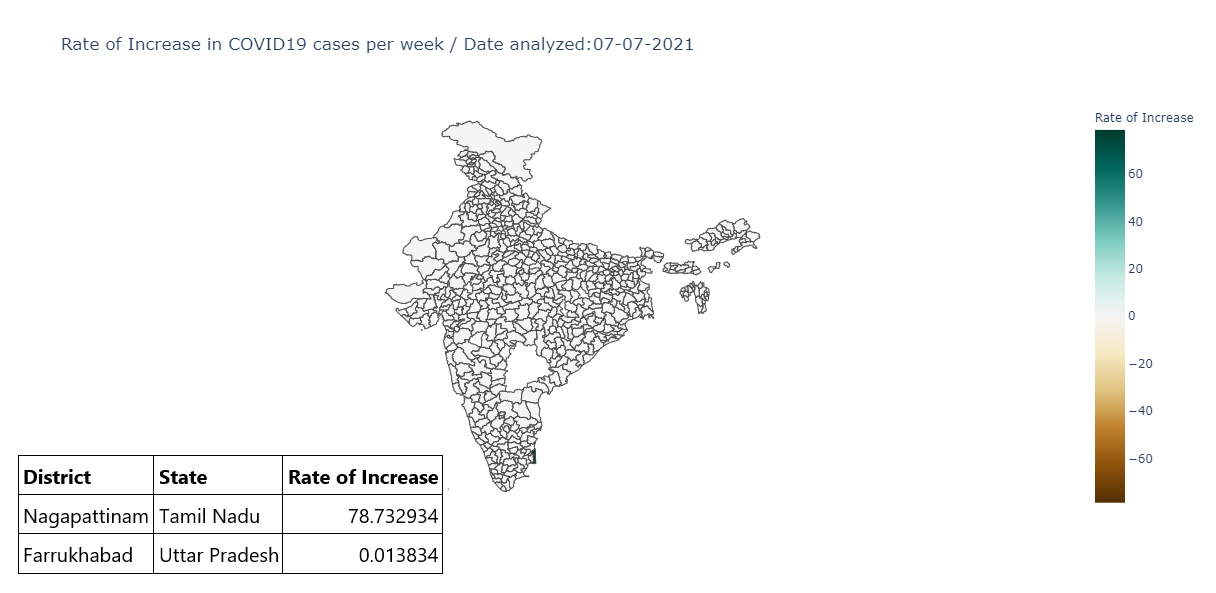 Rate of Increase in COVID19 cases per week / Date analyzed:07-07-2021
Rate of Increase
60
40
20
0
−20
−40
−60
District State Rate of Increase
Nagapattinam Tamil Nadu 78.732934
Farrukhabad Uttar Pradesh 0.013834